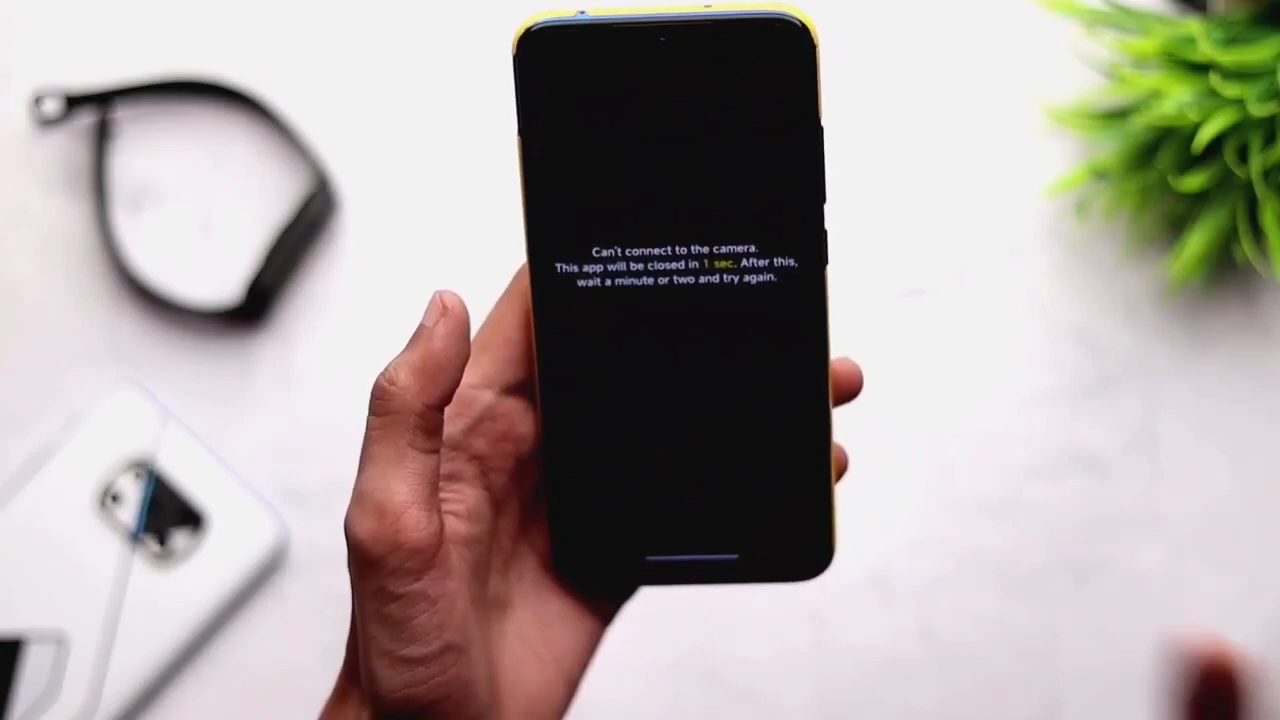 Can't connect to the camera.
This app will be closed in 1 sec. After this,
wait a minute or two and try again.